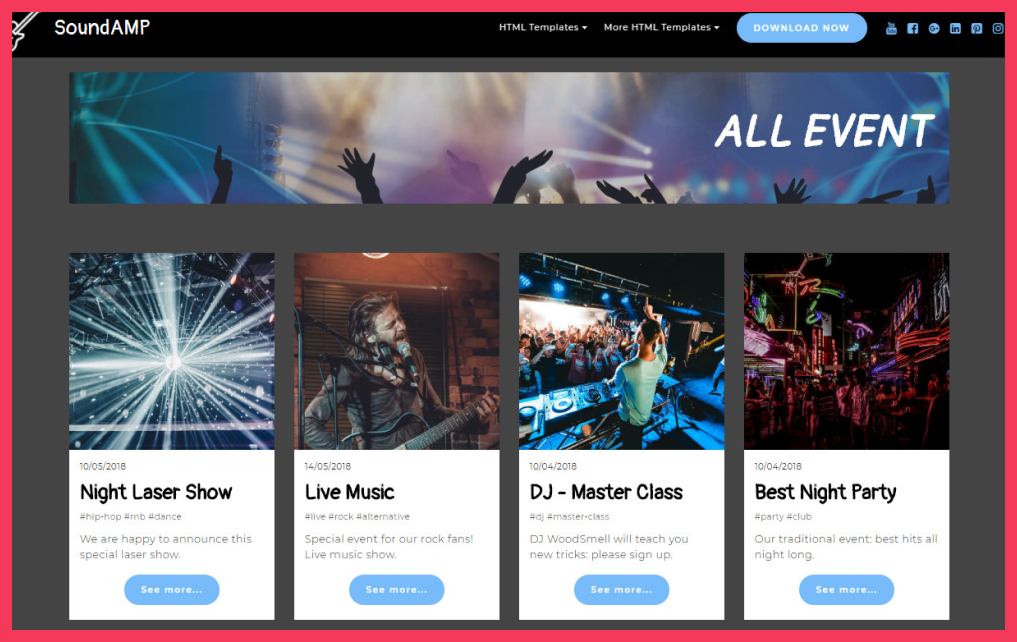 SoundAMP
HTML Templates
More HTML Templates
DOWNLOAD NOW
ALL EVENT
10/05/2018
Night Laser Show
#hip-hop #rnb #dance
We are happy to announce this
special laser show.
See more...
14/05/2018
Live Music
#live #rock #alternative
Special event for our rock fans!
Live music show.
See more...
10/04/2018
DJ - Master Class
#dj #master-class
DJ WoodSmell will teach you
new tricks: please sign up.
See more...
10/04/2018
Best Night Party
#party #club
Our traditional event: best hits all
night long.
See more...